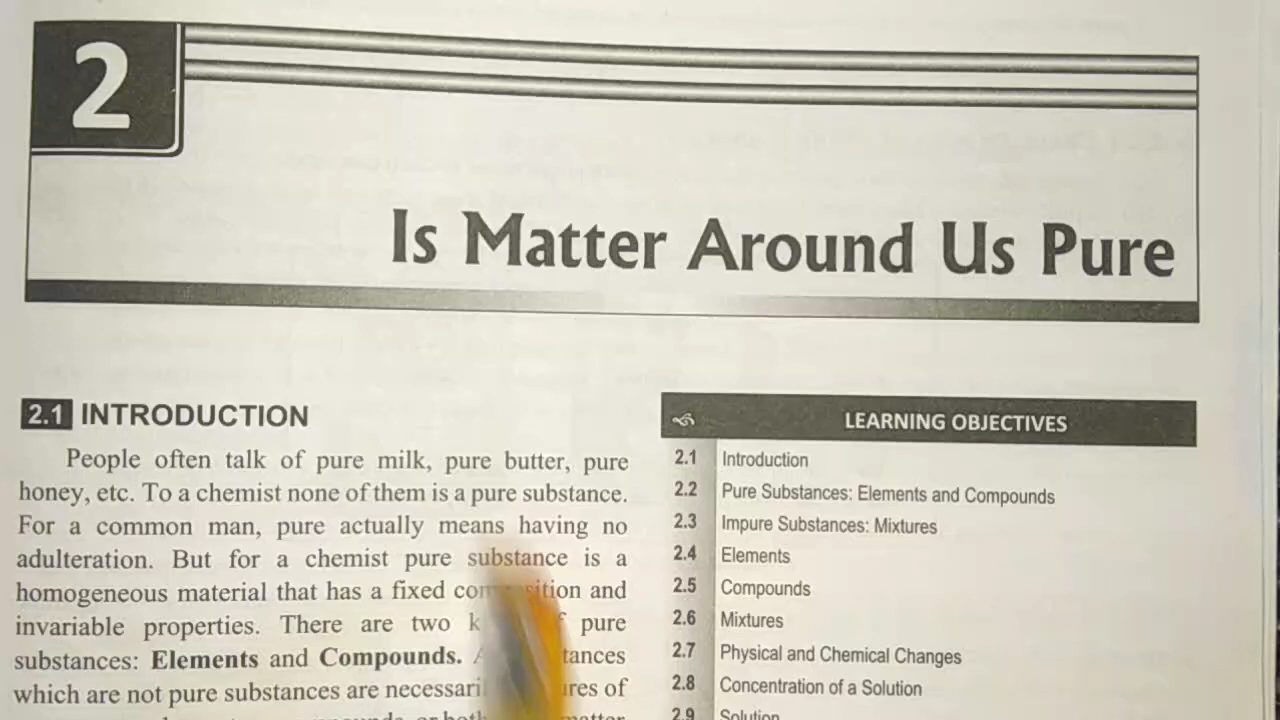 2
Is Matter Around Us Pure
2.1 INTRODUCTION
People often talk of pure milk, pure butter, pure
honey, etc. To a chemist none of them is a pure substance.
For a common man, pure actually means having no
adulteration. But for a chemist pure substance is a
homogeneous material that has a fixed and
invariable properties. There are two pure
substances: Elements and Compounds.
which are not pure substances are of
LEARNING OBJECTIVES
2.1 Introduction
2.2 Pure Substances: Elements and Compounds
2.3 Impure Substances: Mixtures
2.4 Elements
2.5 Compounds
2.6 Mixtures
2.7 Physical and Chemical Changes
2.8 Concentration of a Solution
2.9 Solution